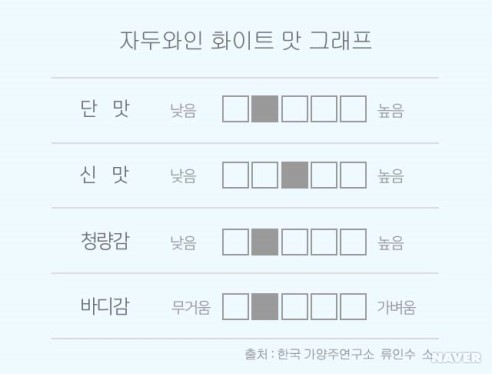 자두와인 화이트 맛 그래프
단 맛 낮음 높음
신 맛 낮음 높음
청량감 낮음 높음
바디감 무거움 가벼움
출처 : 한국 가양주연구소 류인수 소
NAVER